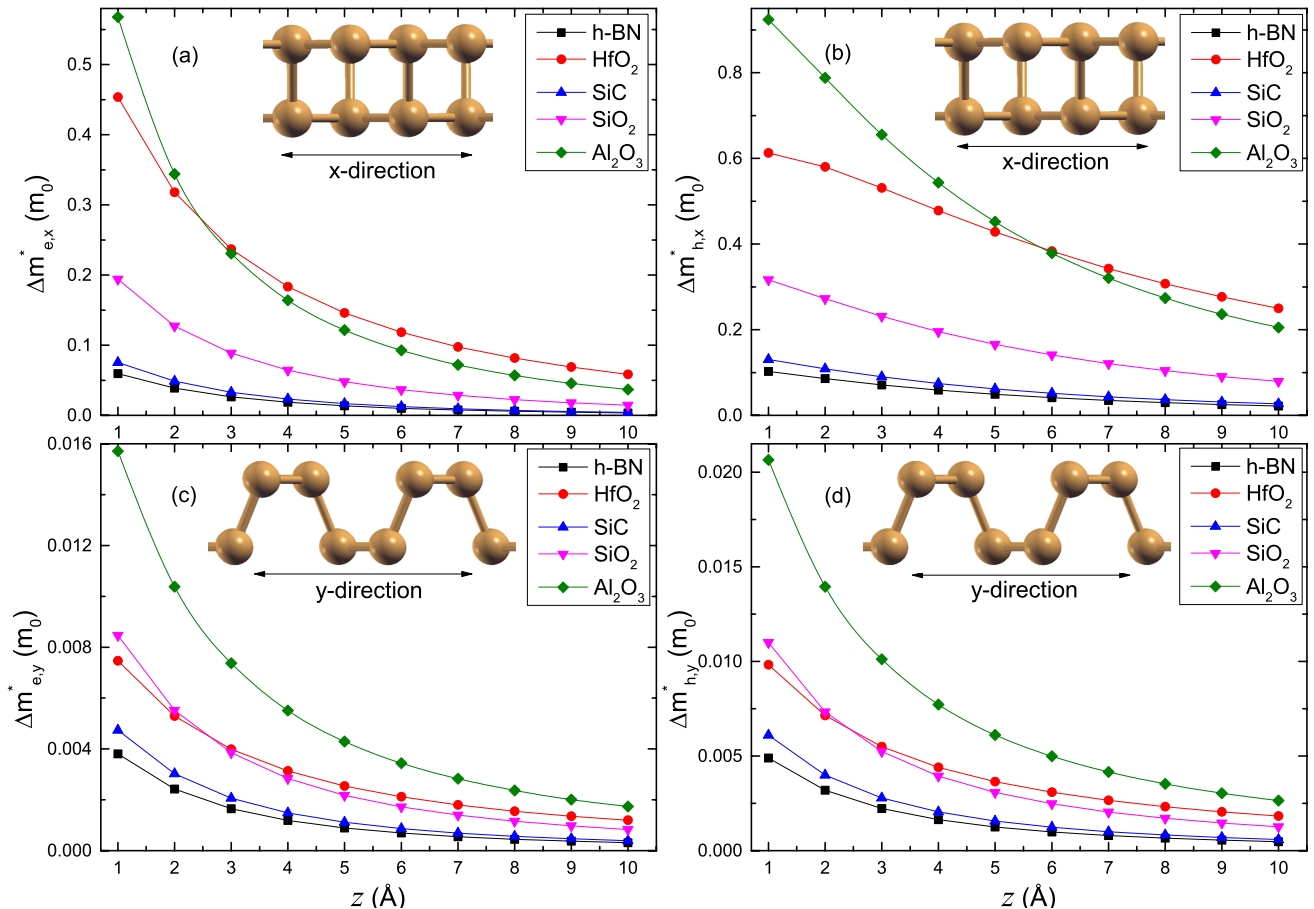 (a)
h-BN
HfO₂
SiC
SiO₂
Al₂O₃
x-direction
Δm*e,x (m₀)
0.0
0.1
0.2
0.3
0.4
0.5
1 2 3 4 5 6 7 8 9 10
(b)
h-BN
HfO₂
SiC
SiO₂
Al₂O₃
x-direction
Δm*h,x (m₀)
0.0
0.2
0.4
0.6
0.8
1 2 3 4 5 6 7 8 9 10
(c)
h-BN
HfO₂
SiC
SiO₂
Al₂O₃
y-direction
Δm*e,y (m₀)
0.000
0.004
0.008
0.012
0.016
1 2 3 4 5 6 7 8 9 10
z (Å)
(d)
h-BN
HfO₂
SiC
SiO₂
Al₂O₃
y-direction
Δm*h,y (m₀)
0.000
0.005
0.010
0.015
0.020
1 2 3 4 5 6 7 8 9 10
z (Å)